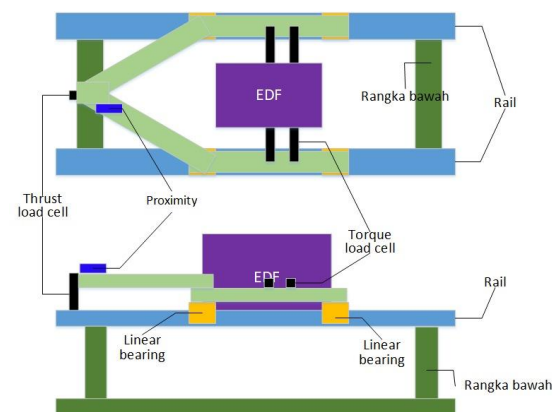 EDF
Rangka bawah
Rail
Thrust
load cell
Proximity
Torque
load cell
EDF
Rail
Linear
bearing
Linear
bearing
Rangka bawah